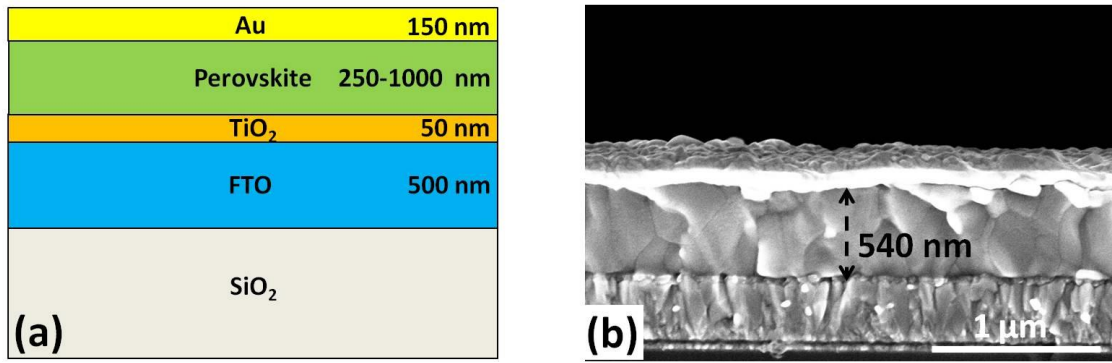 Au 150 nm
Perovskite 250-1000 nm
TiO₂ 50 nm
FTO 500 nm
SiO₂
(a)
540 nm
(b)
1 μm